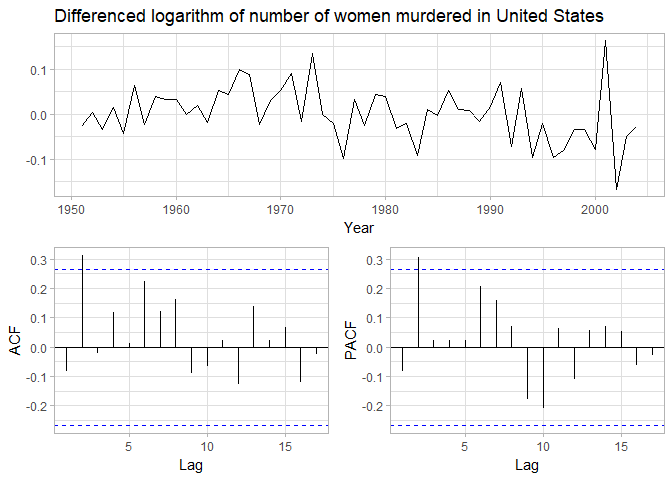 Differenced logarithm of number of women murdered in United States
0.1
0.0
-0.1
1950 1960 1970 1980 1990 2000
Year
ACF
0.3
0.2
0.1
0.0
-0.1
-0.2
5 10 15
Lag
PACF
0.3
0.2
0.1
0.0
-0.1
-0.2
5 10 15
Lag